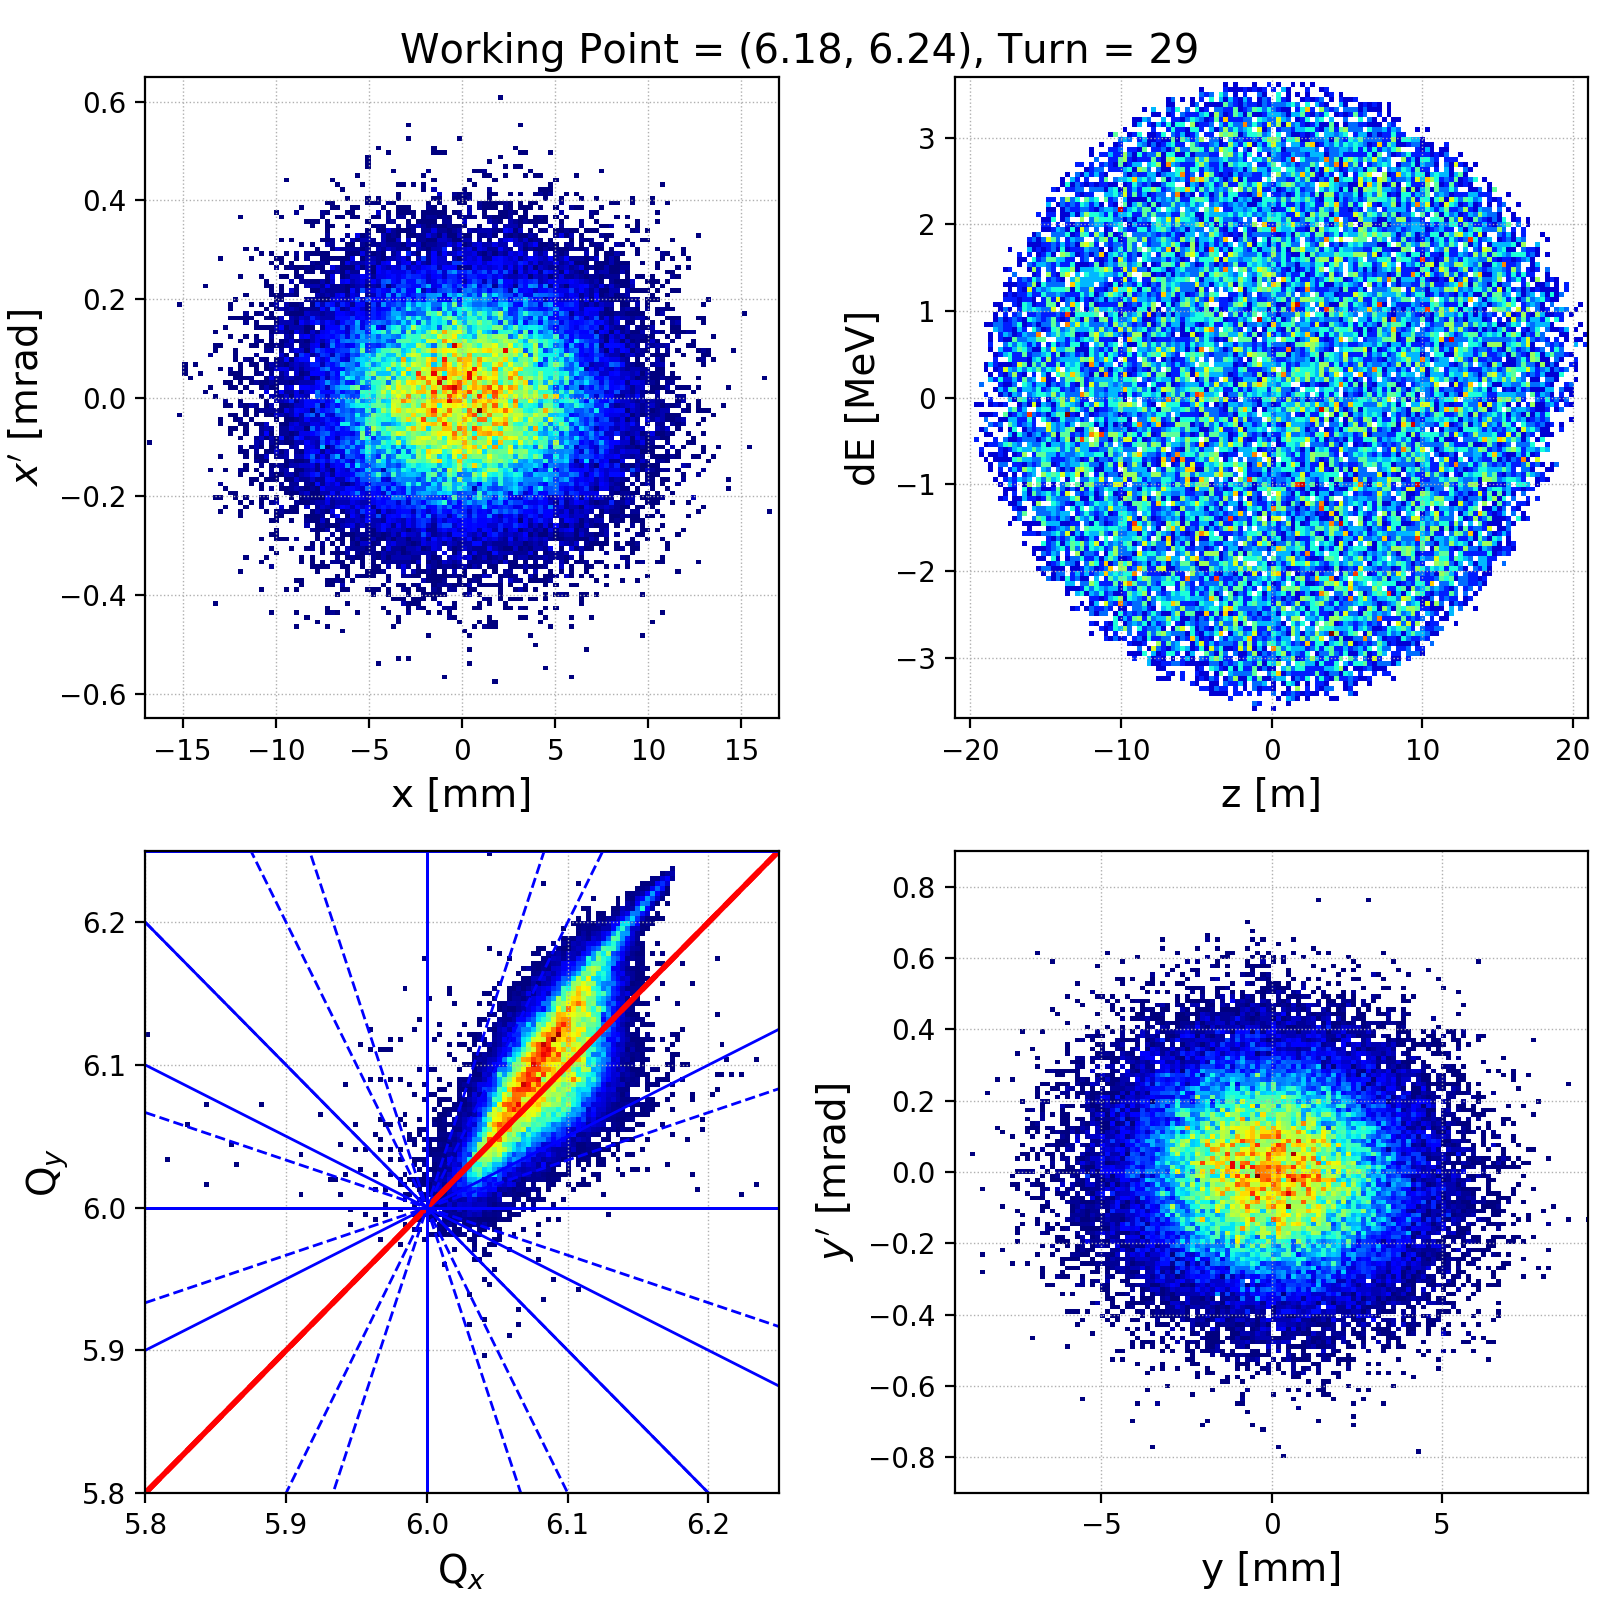 Working Point = (6.18, 6.24), Turn = 29
0.6
0.4
0.2
0.0
−0.2
−0.4
−0.6
x′ [mrad]
−15 −10 −5 0 5 10 15
x [mm]
3
2
1
0
−1
−2
−3
dE [MeV]
−20 −10 0 10 20
z [m]
6.2
6.1
6.0
5.9
5.8
Qy
5.8 5.9 6.0 6.1 6.2
Qx
0.8
0.6
0.4
0.2
0.0
−0.2
−0.4
−0.6
−0.8
y′ [mrad]
−5 0 5
y [mm]